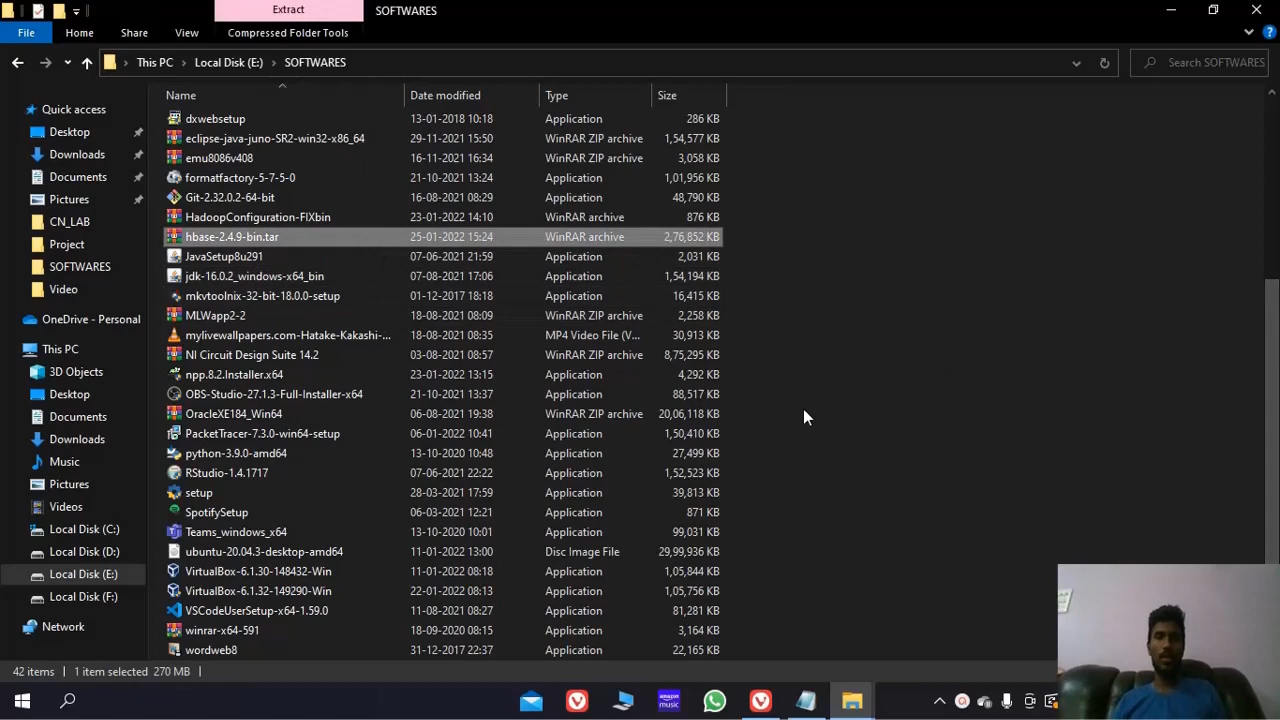 Extract SOFTWARES
File Home Share View Compressed Folder Tools
This PC Local Disk (E:) SOFTWARES Search SOFTWARES
Name Date modified Type Size
Quick access
Desktop
Downloads
Documents
Pictures
CN_LAB
Project
SOFTWARES
Video
OneDrive - Personal
This PC
3D Objects
Desktop
Documents
Downloads
Music
Pictures
Videos
Local Disk (C:)
Local Disk (D:)
Local Disk (E:)
Local Disk (F:)
Network
dxwebsetup 13-01-2018 10:18 Application 286 KB
eclipse-java-juno-SR2-win32-x86_64 29-11-2021 15:50 WinRAR ZIP archive 1,54,577 KB
emu8086v408 16-11-2021 16:34 WinRAR ZIP archive 3,058 KB
formatfactory-5-7-5-0 21-10-2021 13:24 Application 1,01,956 KB
Git-2.32.0.2-64-bit 16-08-2021 08:29 Application 48,790 KB
HadoopConfiguration-FIXbin 23-01-2022 14:10 WinRAR archive 876 KB
hbase-2.4.9-bin.tar 25-01-2022 15:24 WinRAR archive 2,76,852 KB
JavaSetup8u291 07-06-2021 21:59 Application 2,031 KB
jdk-16.0.2_windows-x64_bin 07-08-2021 17:06 Application 1,54,194 KB
mkvtoolnix-32-bit-18.0.0-setup 01-12-2017 18:18 Application 16,415 KB
MLWapp2-2 18-08-2021 08:09 WinRAR ZIP archive 2,258 KB
mylivewallpapers.com-Hatake-Kakashi-... 18-08-2021 08:35 MP4 Video File (V... 30,913 KB
NI Circuit Design Suite 14.2 03-08-2021 08:57 WinRAR ZIP archive 8,75,295 KB
npp.8.2.Installer.x64 23-01-2022 13:15 Application 4,292 KB
OBS-Studio-27.1.3-Full-Installer-x64 21-10-2021 13:37 Application 88,517 KB
OracleXE184_Win64 06-08-2021 19:38 WinRAR ZIP archive 20,06,118 KB
PacketTracer-7.3.0-win64-setup 06-01-2022 10:41 Application 1,50,410 KB
python-3.9.0-amd64 13-10-2020 10:48 Application 27,499 KB
RStudio-1.4.1717 07-06-2021 22:22 Application 1,52,523 KB
setup 28-03-2021 17:59 Application 39,813 KB
SpotifySetup 06-03-2021 12:21 Application 871 KB
Teams_windows_x64 13-10-2020 10:01 Application 99,031 KB
ubuntu-20.04.3-desktop-amd64 11-01-2022 13:00 Disc Image File 29,99,936 KB
VirtualBox-6.1.30-148432-Win 11-01-2022 08:18 Application 1,05,844 KB
VirtualBox-6.1.32-149290-Win 22-01-2022 08:13 Application 1,05,756 KB
VSCodeUserSetup-x64-1.59.0 11-08-2021 08:27 Application 81,281 KB
winrar-x64-591 18-09-2020 08:15 Application 3,164 KB
wordweb8 31-12-2017 22:37 Application 22,165 KB
42 items 1 item selected 270 MB
amazon music